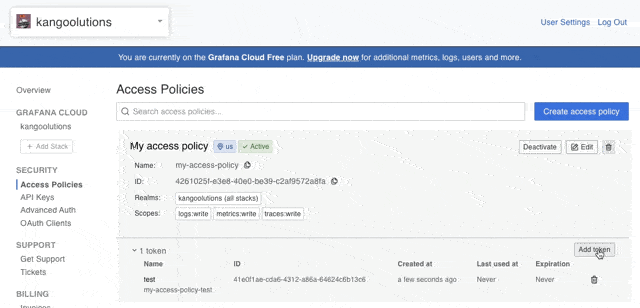 kangoolutions
User Settings Log Out
You are currently on the Grafana Cloud Free plan. Upgrade now for additional metrics, logs, users and more.
Overview
GRAFANA CLOUD
kangoolutions
+ Add Stack
SECURITY
Access Policies
API Keys
Advanced Auth
OAuth Clients
SUPPORT
Get Support
Tickets
BILLING
Invoices
Access Policies
Search access policies...
Create access policy
My access policy us Active
Deactivate Edit
Name: my-access-policy
ID: 4261025f-e3e8-40e0-be39-c2af9572a8fa
Realms: kangoolutions (all stacks)
Scopes: logs:write metrics:write traces:write
1 token
Add token
Name ID Created at Last used at Expiration
test 41e0f1ae-cda6-4312-a86a-64624c6b13c6 a few seconds ago Never Never
my-access-policy-test